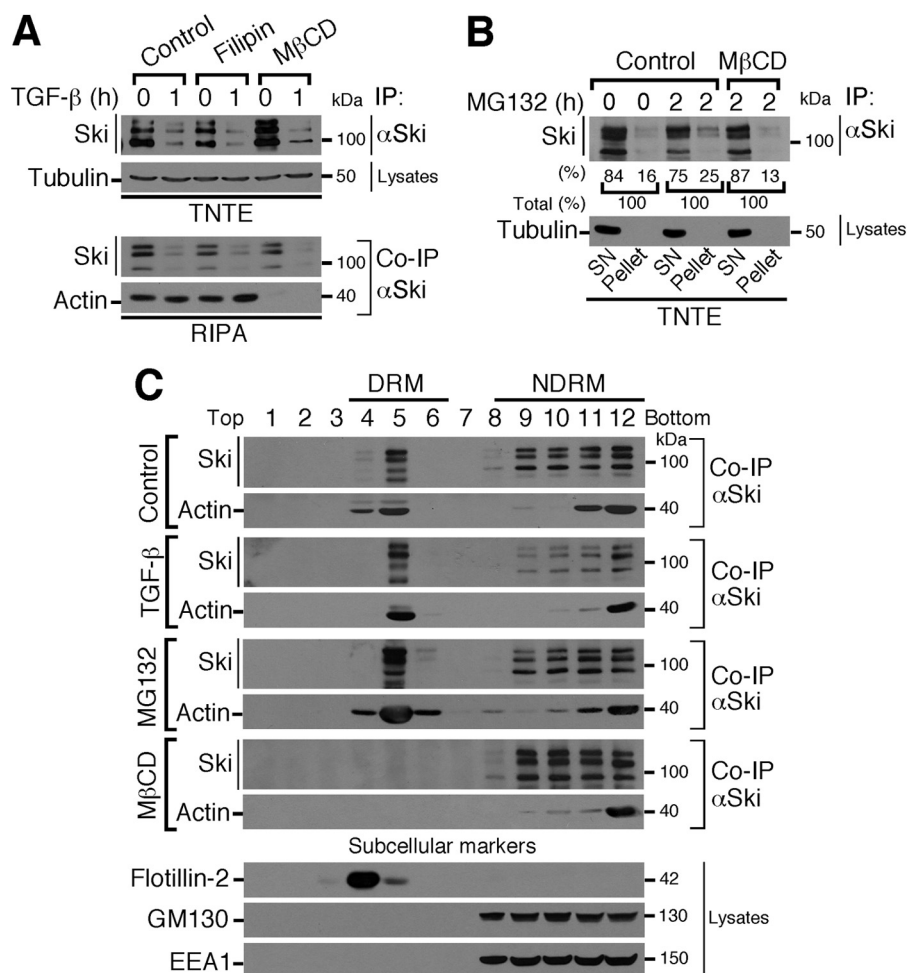 A
Control Filipin MβCD
TGF-β (h) 0 1 0 1 0 1 kDa IP:
Ski 100 αSki
Tubulin 50 Lysates
TNTE
Ski 100 Co-IP
αSki
Actin 40
RIPA
B
Control MβCD
MG132 (h) 0 0 2 2 2 2 kDa IP:
Ski 100 αSki
(%) 84 16 75 25 87 13
Total (%) 100 100 100
Tubulin 50 Lysates
SN Pellet SN Pellet SN Pellet
TNTE
C
DRM NDRM
Top 1 2 3 4 5 6 7 8 9 10 11 12 Bottom
kDa
Control Ski 100 Co-IP
αSki
Actin 40
TGF-β Ski 100 Co-IP
αSki
Actin 40
MG132 Ski 100 Co-IP
αSki
Actin 40
MβCD Ski 100 Co-IP
αSki
Actin 40
Subcellular markers
Flotillin-2 42
GM130 130 Lysates
EEA1 150